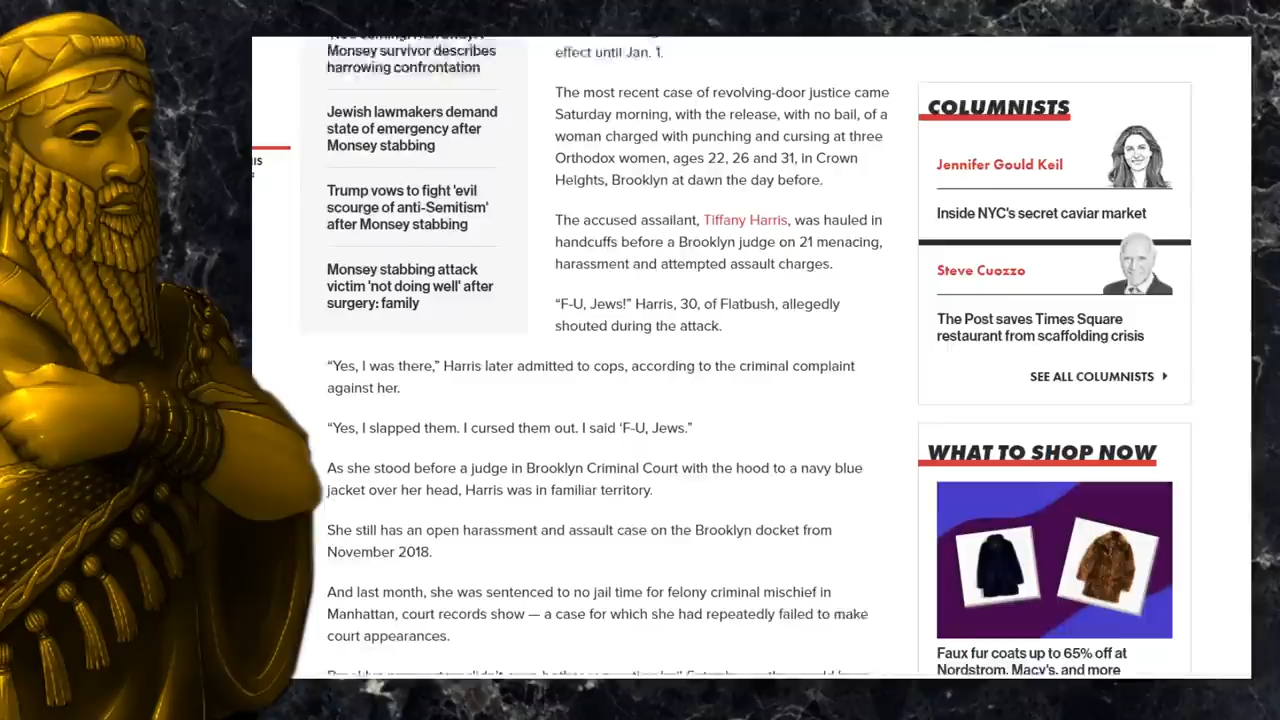 Monsey survivor describes
harrowing confrontation
Jewish lawmakers demand
state of emergency after
Monsey stabbing
Trump vows to fight 'evil
scourge of anti-Semitism'
after Monsey stabbing
Monsey stabbing attack
victim 'not doing well' after
surgery: family
effect until Jan. 1.
The most recent case of revolving-door justice came
Saturday morning, with the release, with no bail, of a
woman charged with punching and cursing at three
Orthodox women, ages 22, 26 and 31, in Crown
Heights, Brooklyn at dawn the day before.
The accused assailant, Tiffany Harris, was hauled in
handcuffs before a Brooklyn judge on 21 menacing,
harassment and attempted assault charges.
“F-U, Jews!” Harris, 30, of Flatbush, allegedly
shouted during the attack.
“Yes, I was there,” Harris later admitted to cops, according to the criminal complaint
against her.
“Yes, I slapped them. I cursed them out. I said ‘F-U, Jews.”
As she stood before a judge in Brooklyn Criminal Court with the hood to a navy blue
jacket over her head, Harris was in familiar territory.
She still has an open harassment and assault case on the Brooklyn docket from
November 2018.
And last month, she was sentenced to no jail time for felony criminal mischief in
Manhattan, court records show — a case for which she had repeatedly failed to make
court appearances.
COLUMNISTS
Jennifer Gould Keil
Inside NYC's secret caviar market
Steve Cuozzo
The Post saves Times Square
restaurant from scaffolding crisis
SEE ALL COLUMNISTS
WHAT TO SHOP NOW
Faux fur coats up to 65% off at
Nordstrom, Macy's, and more